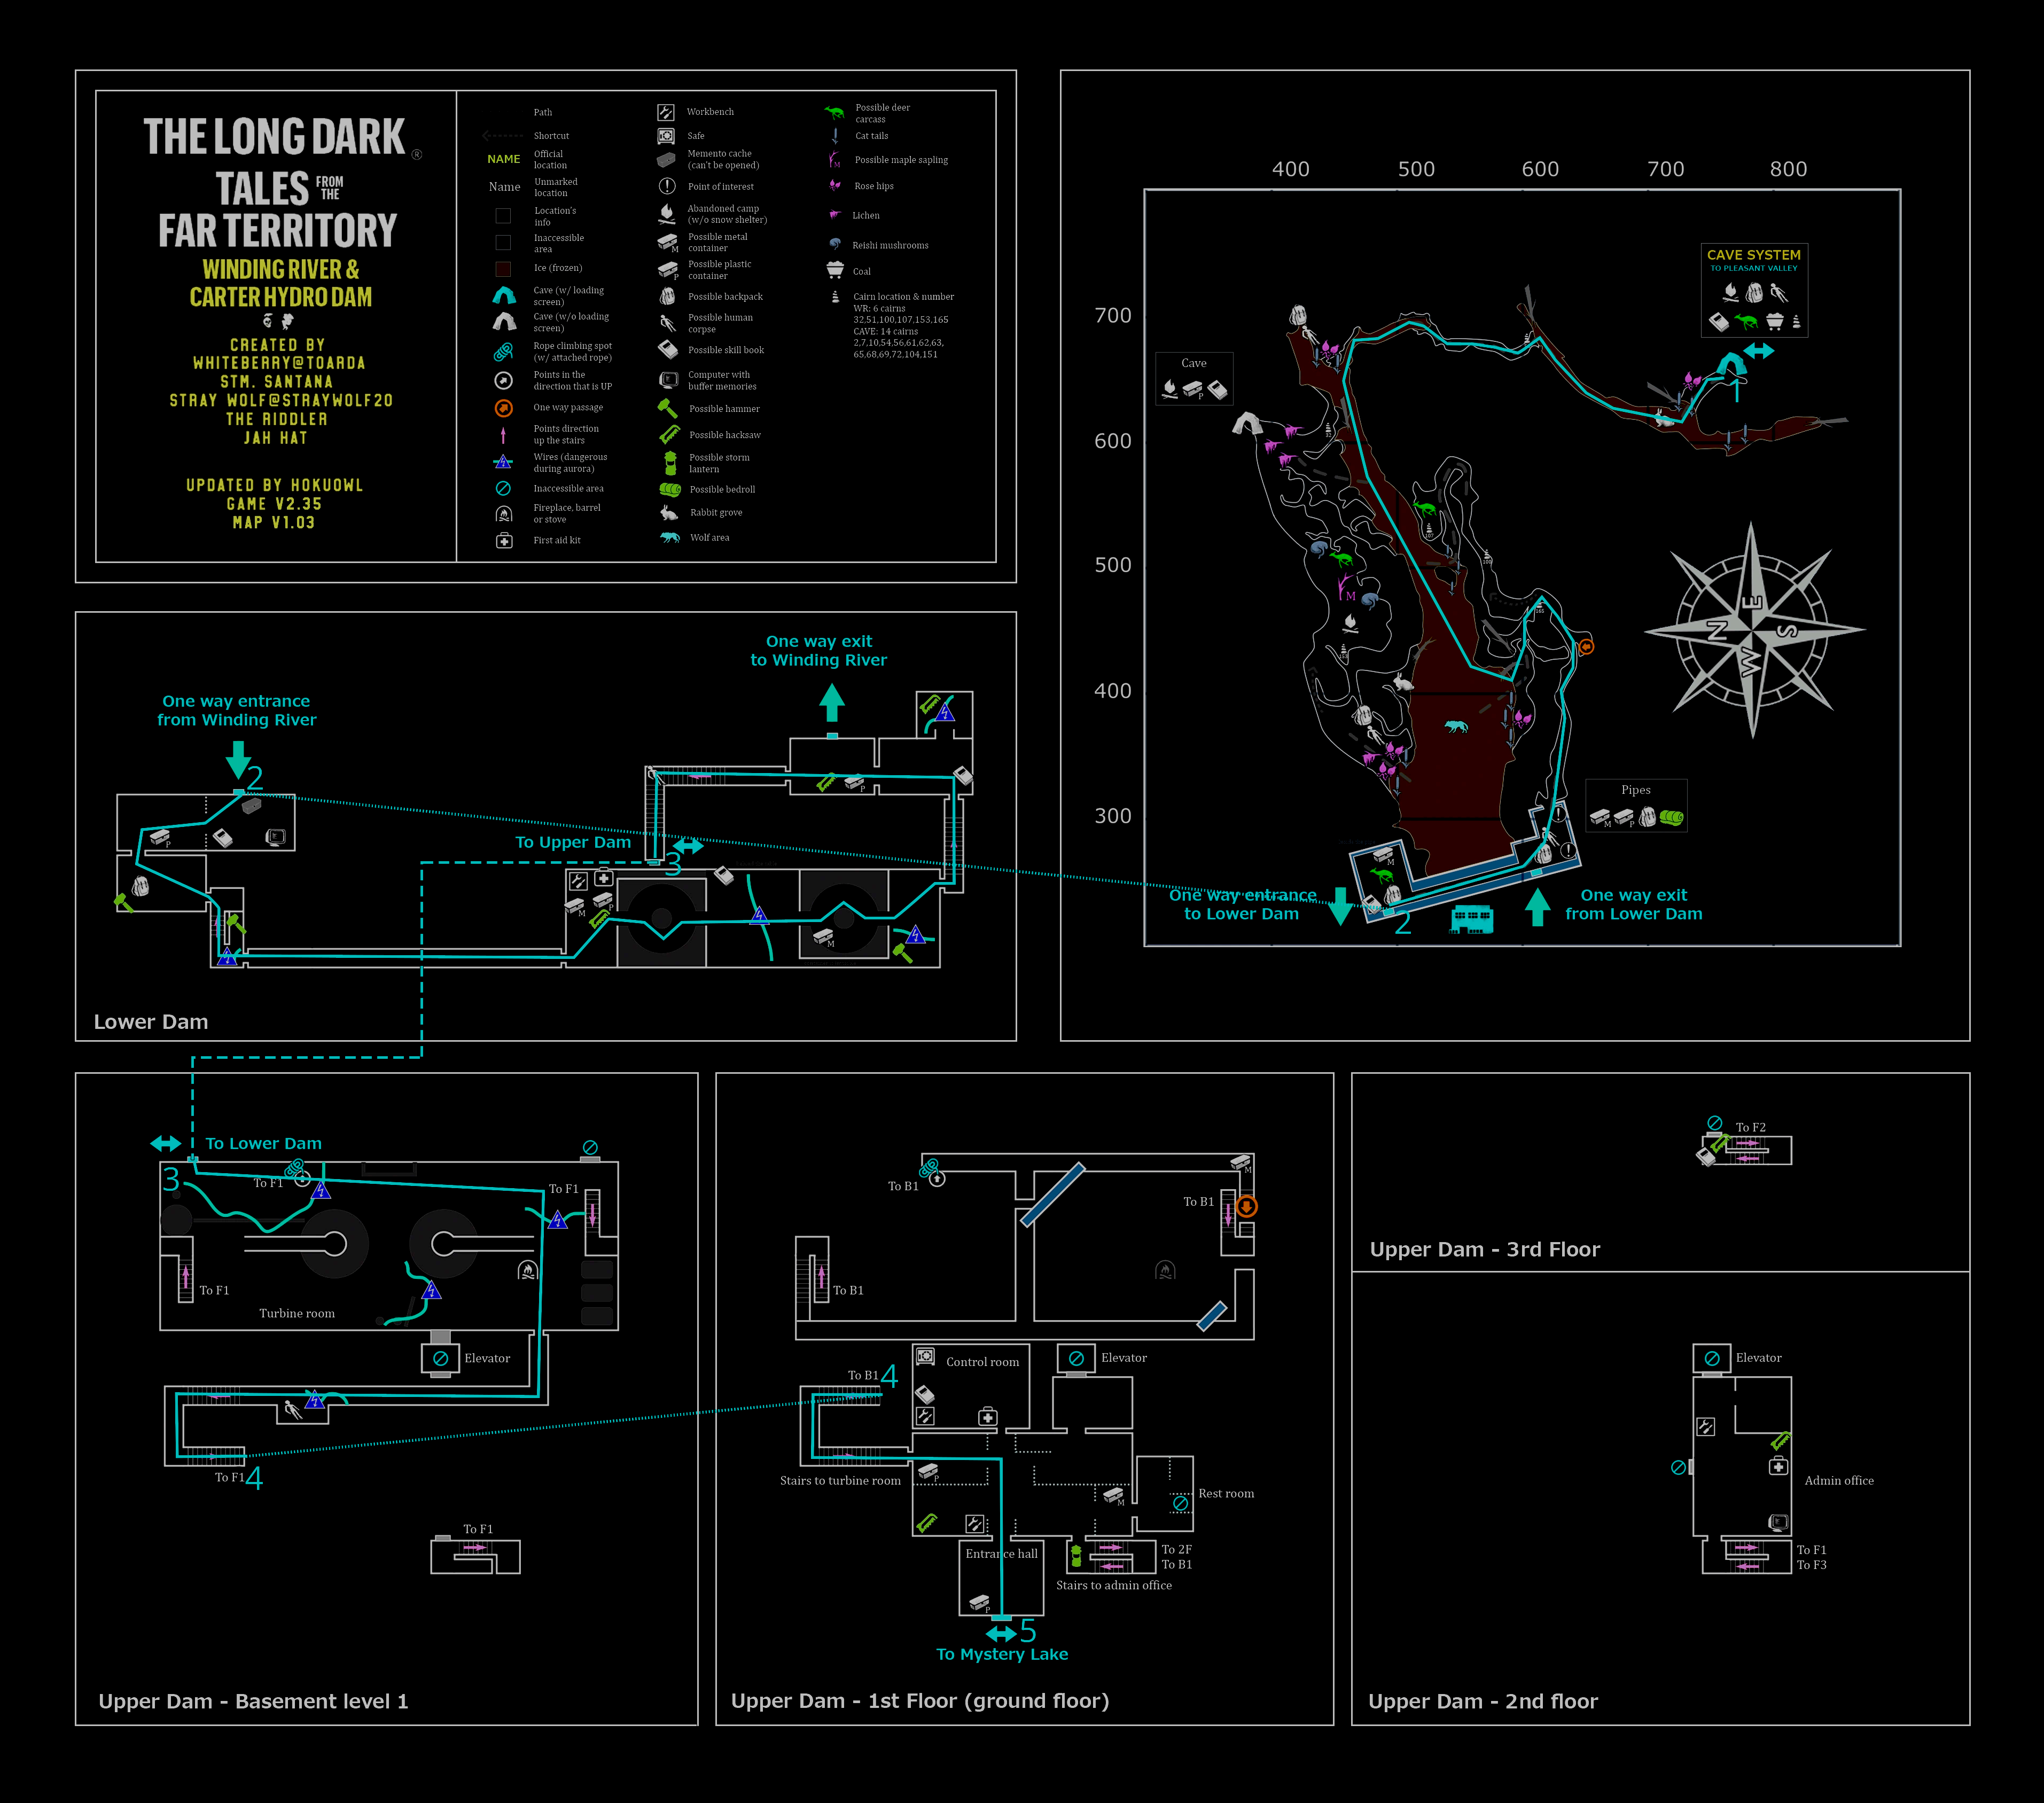 THE LONG DARK ®
TALES FROM THE
FAR TERRITORY
WINDING RIVER &
CARTER HYDRO DAM
CREATED BY
WHITEBERRY@TOARDA
STM. SANTANA
STRAY WOLF@STRAYWOLF20
THE RIDDLER
JAH HAT
UPDATED BY HOKUOWL
GAME V2.35
MAP V1.03
Path
Shortcut
NAME
Official
location
Name
Unmarked
location
Location's
info
Inaccessible
area
Ice (frozen)
Cave (w/ loading
screen)
Cave (w/o loading
screen)
Rope climbing spot
(w/ attached rope)
Points in the
direction that is UP
One way passage
Points direction
up the stairs
Wires (dangerous
during aurora)
Inaccessible area
Fireplace, barrel
or stove
First aid kit
Workbench
Safe
Memento cache
(can't be opened)
Point of interest
Abandoned camp
(w/o snow shelter)
M
Possible metal
container
P
Possible plastic
container
Possible backpack
Possible human
corpse
Possible skill book
Computer with
buffer memories
Possible hammer
Possible hacksaw
Possible storm
lantern
Possible bedroll
Rabbit grove
Wolf area
Possible deer
carcass
Cat tails
M
Possible maple sapling
Rose hips
Lichen
Reishi mushrooms
Coal
Cairn location & number
WR: 6 cairns
32,51,100,107,153,165
CAVE: 14 cairns
2,7,10,54,56,61,62,63,
65,68,69,72,104,151
400 500 600 700 800
700
600
500
400
300
CAVE SYSTEM
TO PLEASANT VALLEY
1
Cave
P
M
165
N E S W
Pipes
M P
M
One way entrance
to Lower Dam
2
One way exit
from Lower Dam
One way entrance
from Winding River
2
P
One way exit
to Winding River
P
To Upper Dam
3
M P
M
Lower Dam
To Lower Dam
3
To F1
To F1
To F1
Turbine room
Elevator
To F1
4
To F1
Upper Dam - Basement level 1
To B1
M
To B1
To B1
Control room
Elevator
To B1
4
Stairs to turbine room
P
M
Rest room
Entrance hall
To 2F
To B1
Stairs to admin office
P
5
To Mystery Lake
Upper Dam - 1st Floor (ground floor)
To F2
Upper Dam - 3rd Floor
Elevator
Admin office
To F1
To F3
Upper Dam - 2nd floor